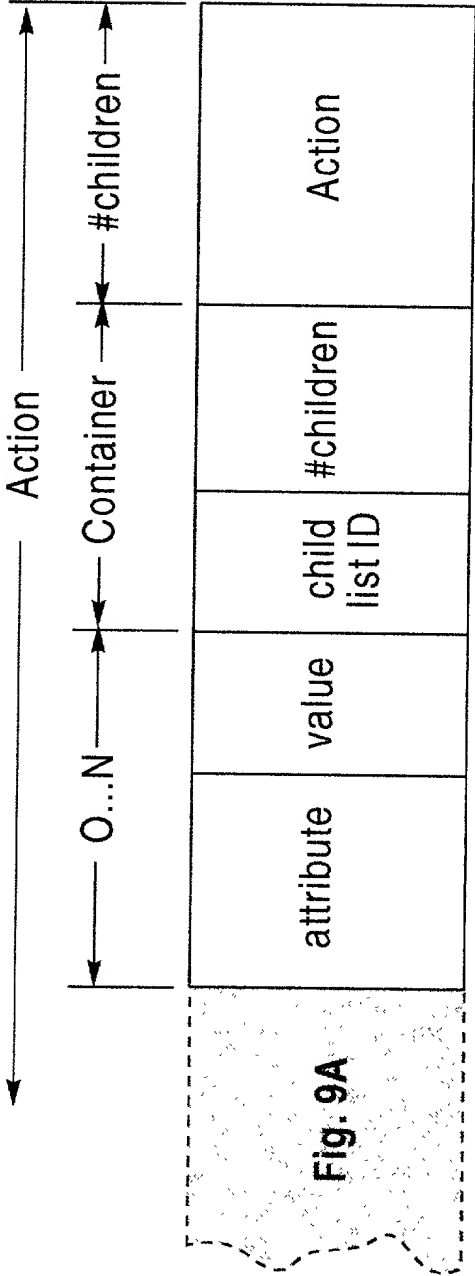 Action
O...N
Container
#children
Fig. 9A
attribute
value
child
list ID
#children
Action